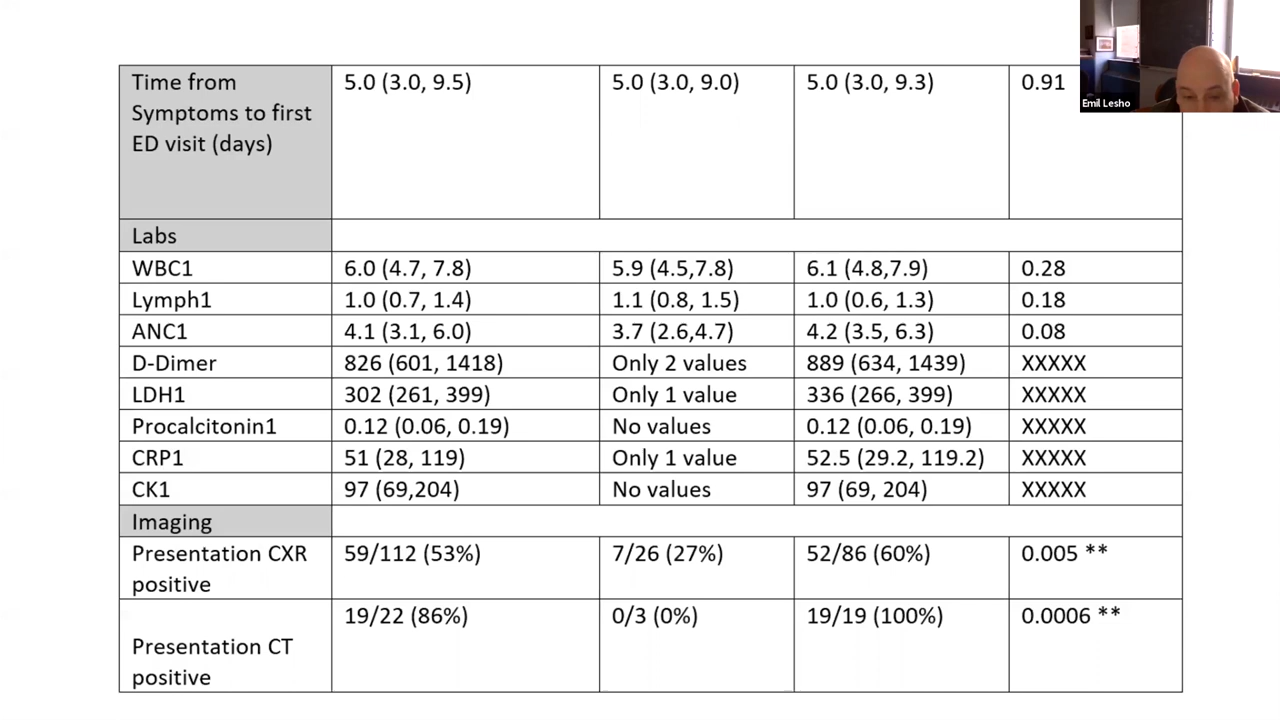 Time from Symptoms to first ED visit (days) 5.0 (3.0, 9.5) 5.0 (3.0, 9.0) 5.0 (3.0, 9.3) 0.91
Emil Lesho
Labs
WBC1 6.0 (4.7, 7.8) 5.9 (4.5,7.8) 6.1 (4.8,7.9) 0.28
Lymph1 1.0 (0.7, 1.4) 1.1 (0.8, 1.5) 1.0 (0.6, 1.3) 0.18
ANC1 4.1 (3.1, 6.0) 3.7 (2.6,4.7) 4.2 (3.5, 6.3) 0.08
D-Dimer 826 (601, 1418) Only 2 values 889 (634, 1439) XXXXX
LDH1 302 (261, 399) Only 1 value 336 (266, 399) XXXXX
Procalcitonin1 0.12 (0.06, 0.19) No values 0.12 (0.06, 0.19) XXXXX
CRP1 51 (28, 119) Only 1 value 52.5 (29.2, 119.2) XXXXX
CK1 97 (69,204) No values 97 (69, 204) XXXXX
Imaging
Presentation CXR positive 59/112 (53%) 7/26 (27%) 52/86 (60%) 0.005 **
Presentation CT positive 19/22 (86%) 0/3 (0%) 19/19 (100%) 0.0006 **